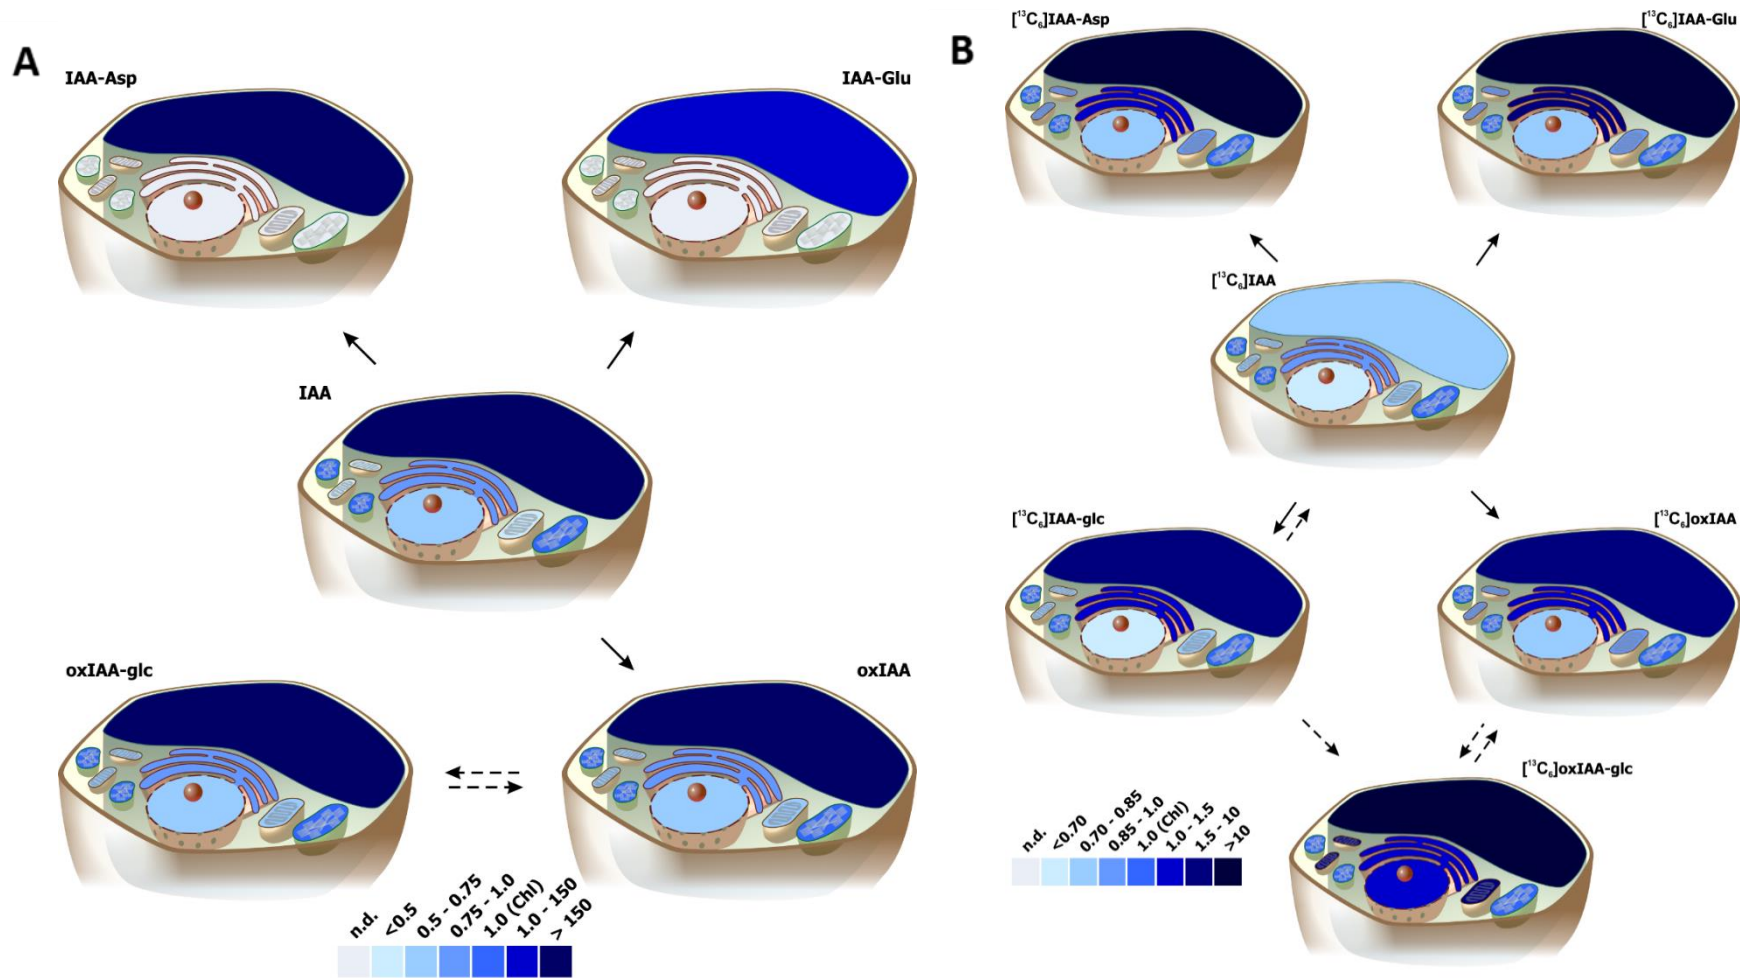 A
IAA-Asp
IAA-Glu
IAA
oxIAA-glc
oxIAA
n.d.
<0.5
0.5 - 0.75
0.75 - 1.0
1.0 (Chl)
1.0 - 150
> 150
B
[¹³C₆]IAA-Asp
[¹³C₆]IAA-Glu
[¹³C₆]IAA
[¹³C₆]IAA-glc
[¹³C₆]oxIAA
[¹³C₆]oxIAA-glc
n.d.
<0.70
0.70 - 0.85
0.85 - 1.0
1.0 (Chl)
1.0 - 1.5
1.5 - 10
>10